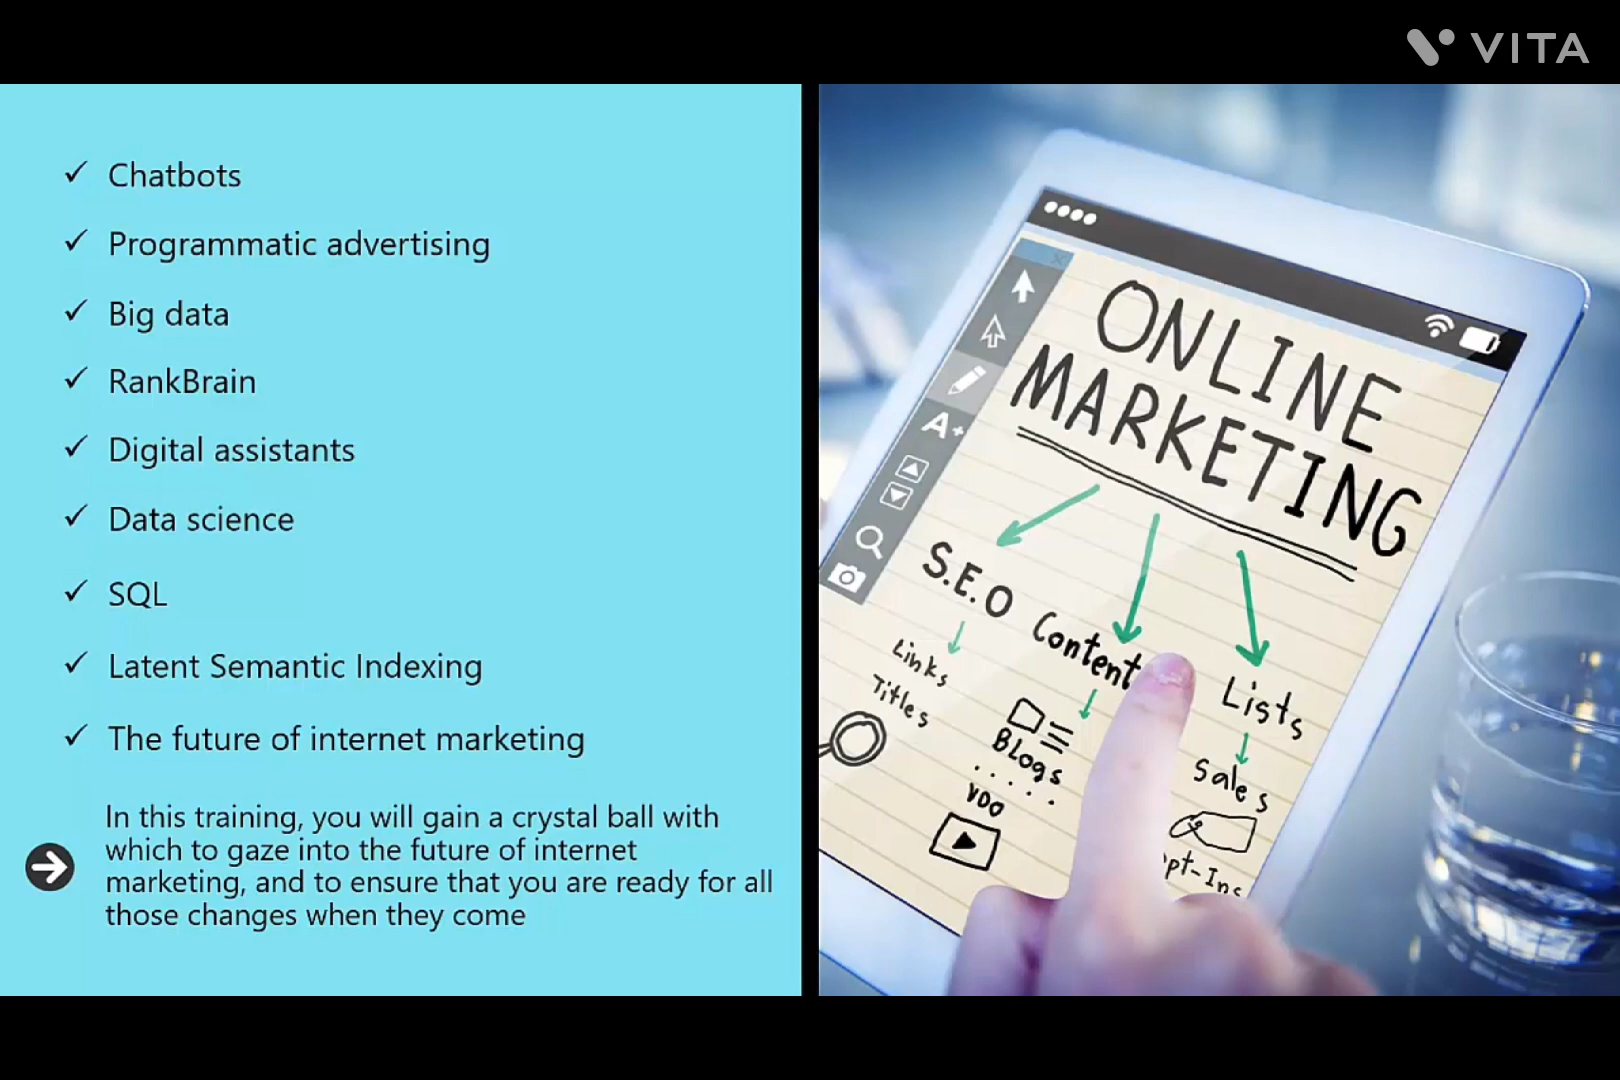 VITA
Chatbots
Programmatic advertising
Big data
RankBrain
Digital assistants
Data science
SQL
Latent Semantic Indexing
The future of internet marketing
In this training, you will gain a crystal ball with
which to gaze into the future of internet
marketing, and to ensure that you are ready for all
those changes when they come
ONLINE
MARKETING
S.E.O
Links
Titles
Content
Blogs
VDO
Lists
Sales
pt-Ins
A+